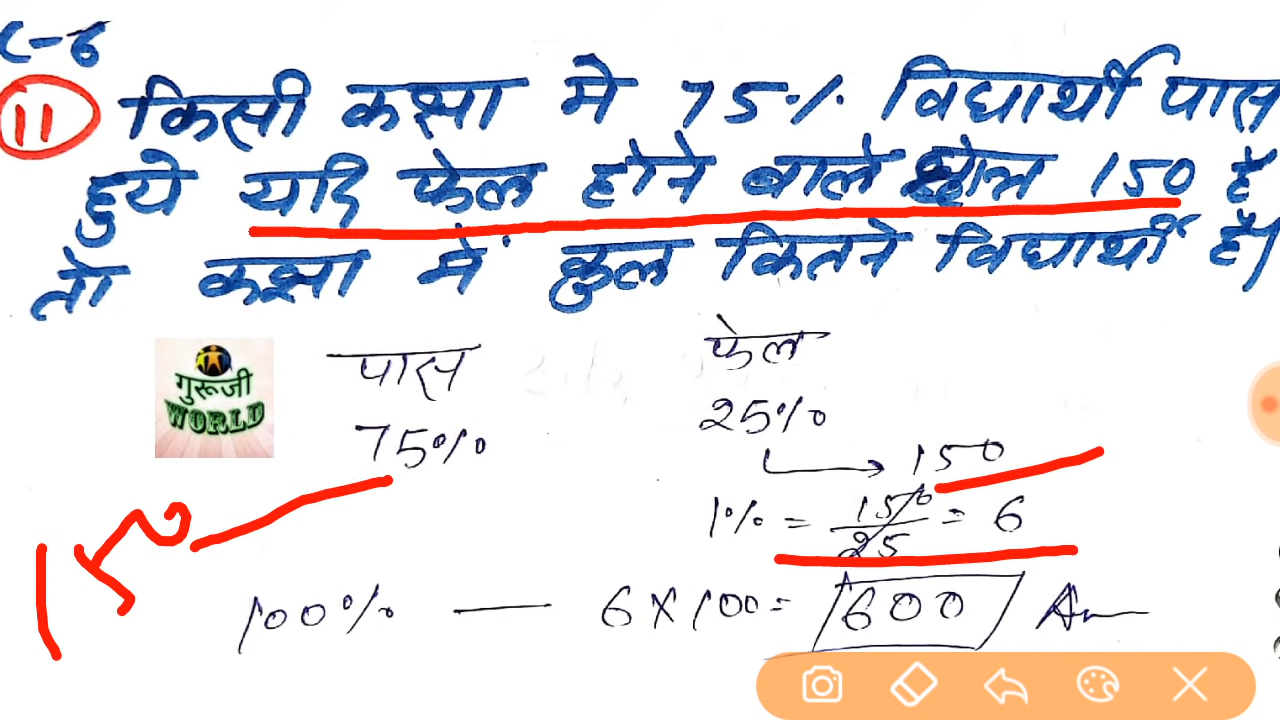 C-6
11 किसी कक्षा मे 75% विद्यार्थी पास
हुये यदि फेल होने बाले 150 है
तो कक्षा में कुल कितने विद्यार्थी है।
पास फेल
गुरूजी
WORLD
75% 25%
150
1% = 150/25 = 6
150
100% — 6 X 100 = 600 Ans